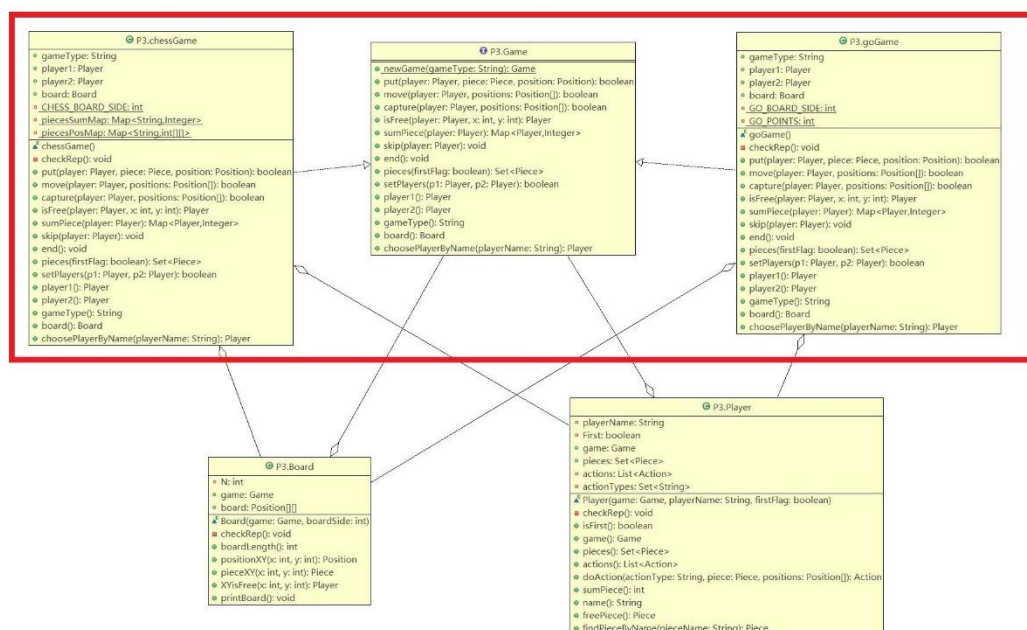 P3.chessGame
gameType: String
player1: Player
player2: Player
board: Board
CHESS_BOARD_SIDE: int
piecesSumMap: Map<String,Integer>
piecesPosMap: Map<String,int[][]>
chessGame()
checkRep(): void
put(player: Player, piece: Piece, position: Position): boolean
move(player: Player, positions: Position[]): boolean
capture(player: Player, positions: Position[]): boolean
isFree(player: Player, x: int, y: int): Player
sumPiece(player: Player): Map<Player,Integer>
skip(player: Player): void
end(): void
pieces(firstFlag: boolean): Set<Piece>
setPlayers(p1: Player, p2: Player): boolean
player1(): Player
player2(): Player
gameType(): String
board(): Board
choosePlayerByName(playerName: String): Player
P3.Game
newGame(gameType: String): Game
put(player: Player, piece: Piece, position: Position): boolean
move(player: Player, positions: Position[]): boolean
capture(player: Player, positions: Position[]): boolean
isFree(player: Player, x: int, y: int): Player
sumPiece(player: Player): Map<Player,Integer>
skip(player: Player): void
end(): void
pieces(firstFlag: boolean): Set<Piece>
setPlayers(p1: Player, p2: Player): boolean
player1(): Player
player2(): Player
gameType(): String
board(): Board
choosePlayerByName(playerName: String): Player
P3.goGame
gameType: String
player1: Player
player2: Player
board: Board
GO_BOARD_SIDE: int
GO_POINTS: int
goGame()
checkRep(): void
put(player: Player, piece: Piece, position: Position): boolean
move(player: Player, positions: Position[]): boolean
capture(player: Player, positions: Position[]): boolean
isFree(player: Player, x: int, y: int): Player
sumPiece(player: Player): Map<Player,Integer>
skip(player: Player): void
end(): void
pieces(firstFlag: boolean): Set<Piece>
setPlayers(p1: Player, p2: Player): boolean
player1(): Player
player2(): Player
gameType(): String
board(): Board
choosePlayerByName(playerName: String): Player
P3.Board
N: int
game: Game
board: Position[][]
Board(game: Game, boardSide: int)
checkRep(): void
boardLength(): int
positionXY(x: int, y: int): Position
pieceXY(x: int, y: int): Piece
XYisFree(x: int, y: int): Player
printBoard(): void
P3.Player
playerName: String
First: boolean
game: Game
pieces: Set<Piece>
actions: List<Action>
actionTypes: Set<String>
Player(game: Game, playerName: String, firstFlag: boolean)
checkRep(): void
isFirst(): boolean
game(): Game
pieces(): Set<Piece>
actions(): List<Action>
doAction(actionType: String, piece: Piece, positions: Position[]): Action
sumPiece(): int
name(): String
freePiece(): Piece
findPieceByName(pieceName: String): Piece